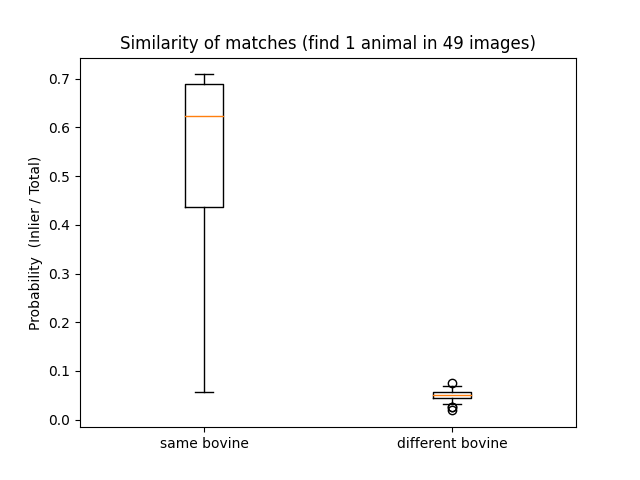 Similarity of matches (find 1 animal in 49 images)
Probability  (Inlier / Total)
0.7
0.6
0.5
0.4
0.3
0.2
0.1
0.0
same bovine
different bovine